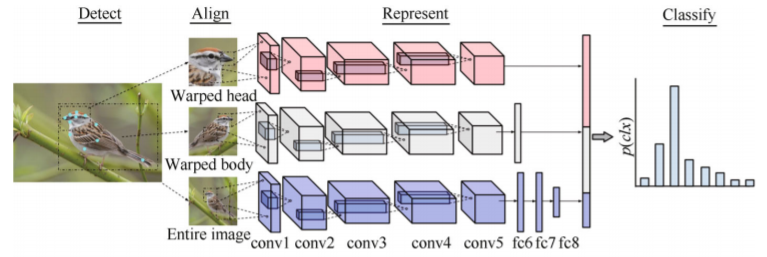 Detect
Align
Represent
Classify
Warped head
Warped body
Entire image
conv1 conv2 conv3 conv4 conv5 fc6 fc7 fc8
p(c|x)